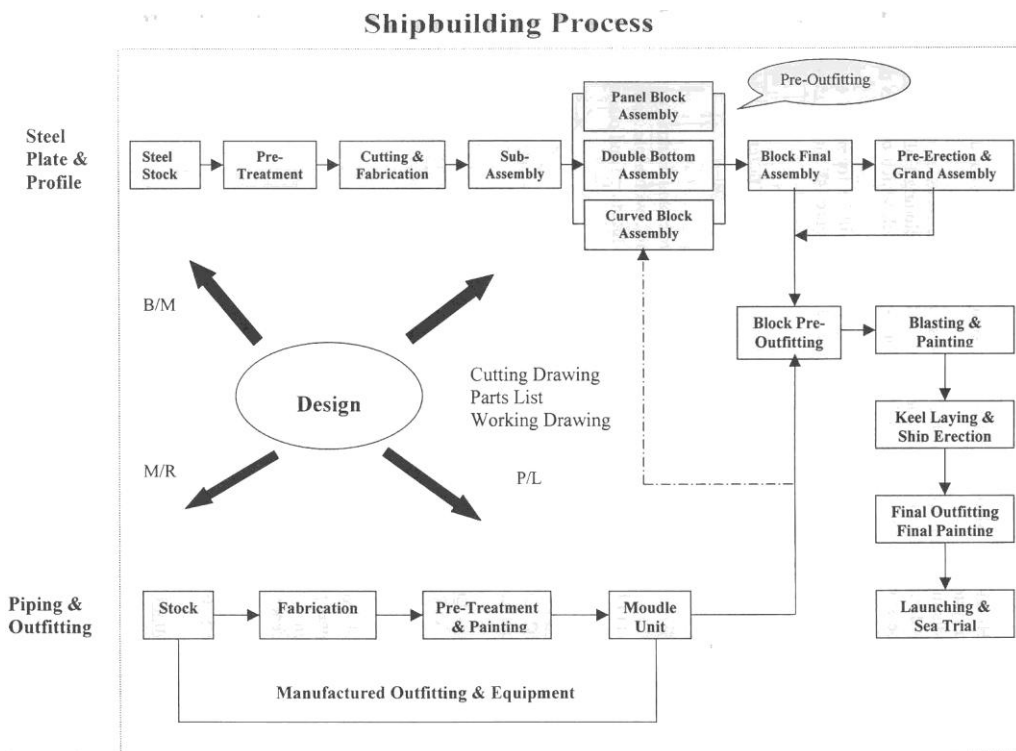 Shipbuilding Process
Pre-Outfitting
Panel Block
Assembly
Steel
Plate &
Profile
Steel
Stock
Pre-
Treatment
Cutting &
Fabrication
Sub-
Assembly
Double Bottom
Assembly
Block Final
Assembly
Pre-Erection &
Grand Assembly
Curved Block
Assembly
B/M
Design
Cutting Drawing
Parts List
Working Drawing
M/R
P/L
Block Pre-
Outfitting
Blasting &
Painting
Keel Laying &
Ship Erection
Final Outfitting
Final Painting
Launching &
Sea Trial
Piping &
Outfitting
Stock
Fabrication
Pre-Treatment
& Painting
Moudle
Unit
Manufactured Outfitting & Equipment